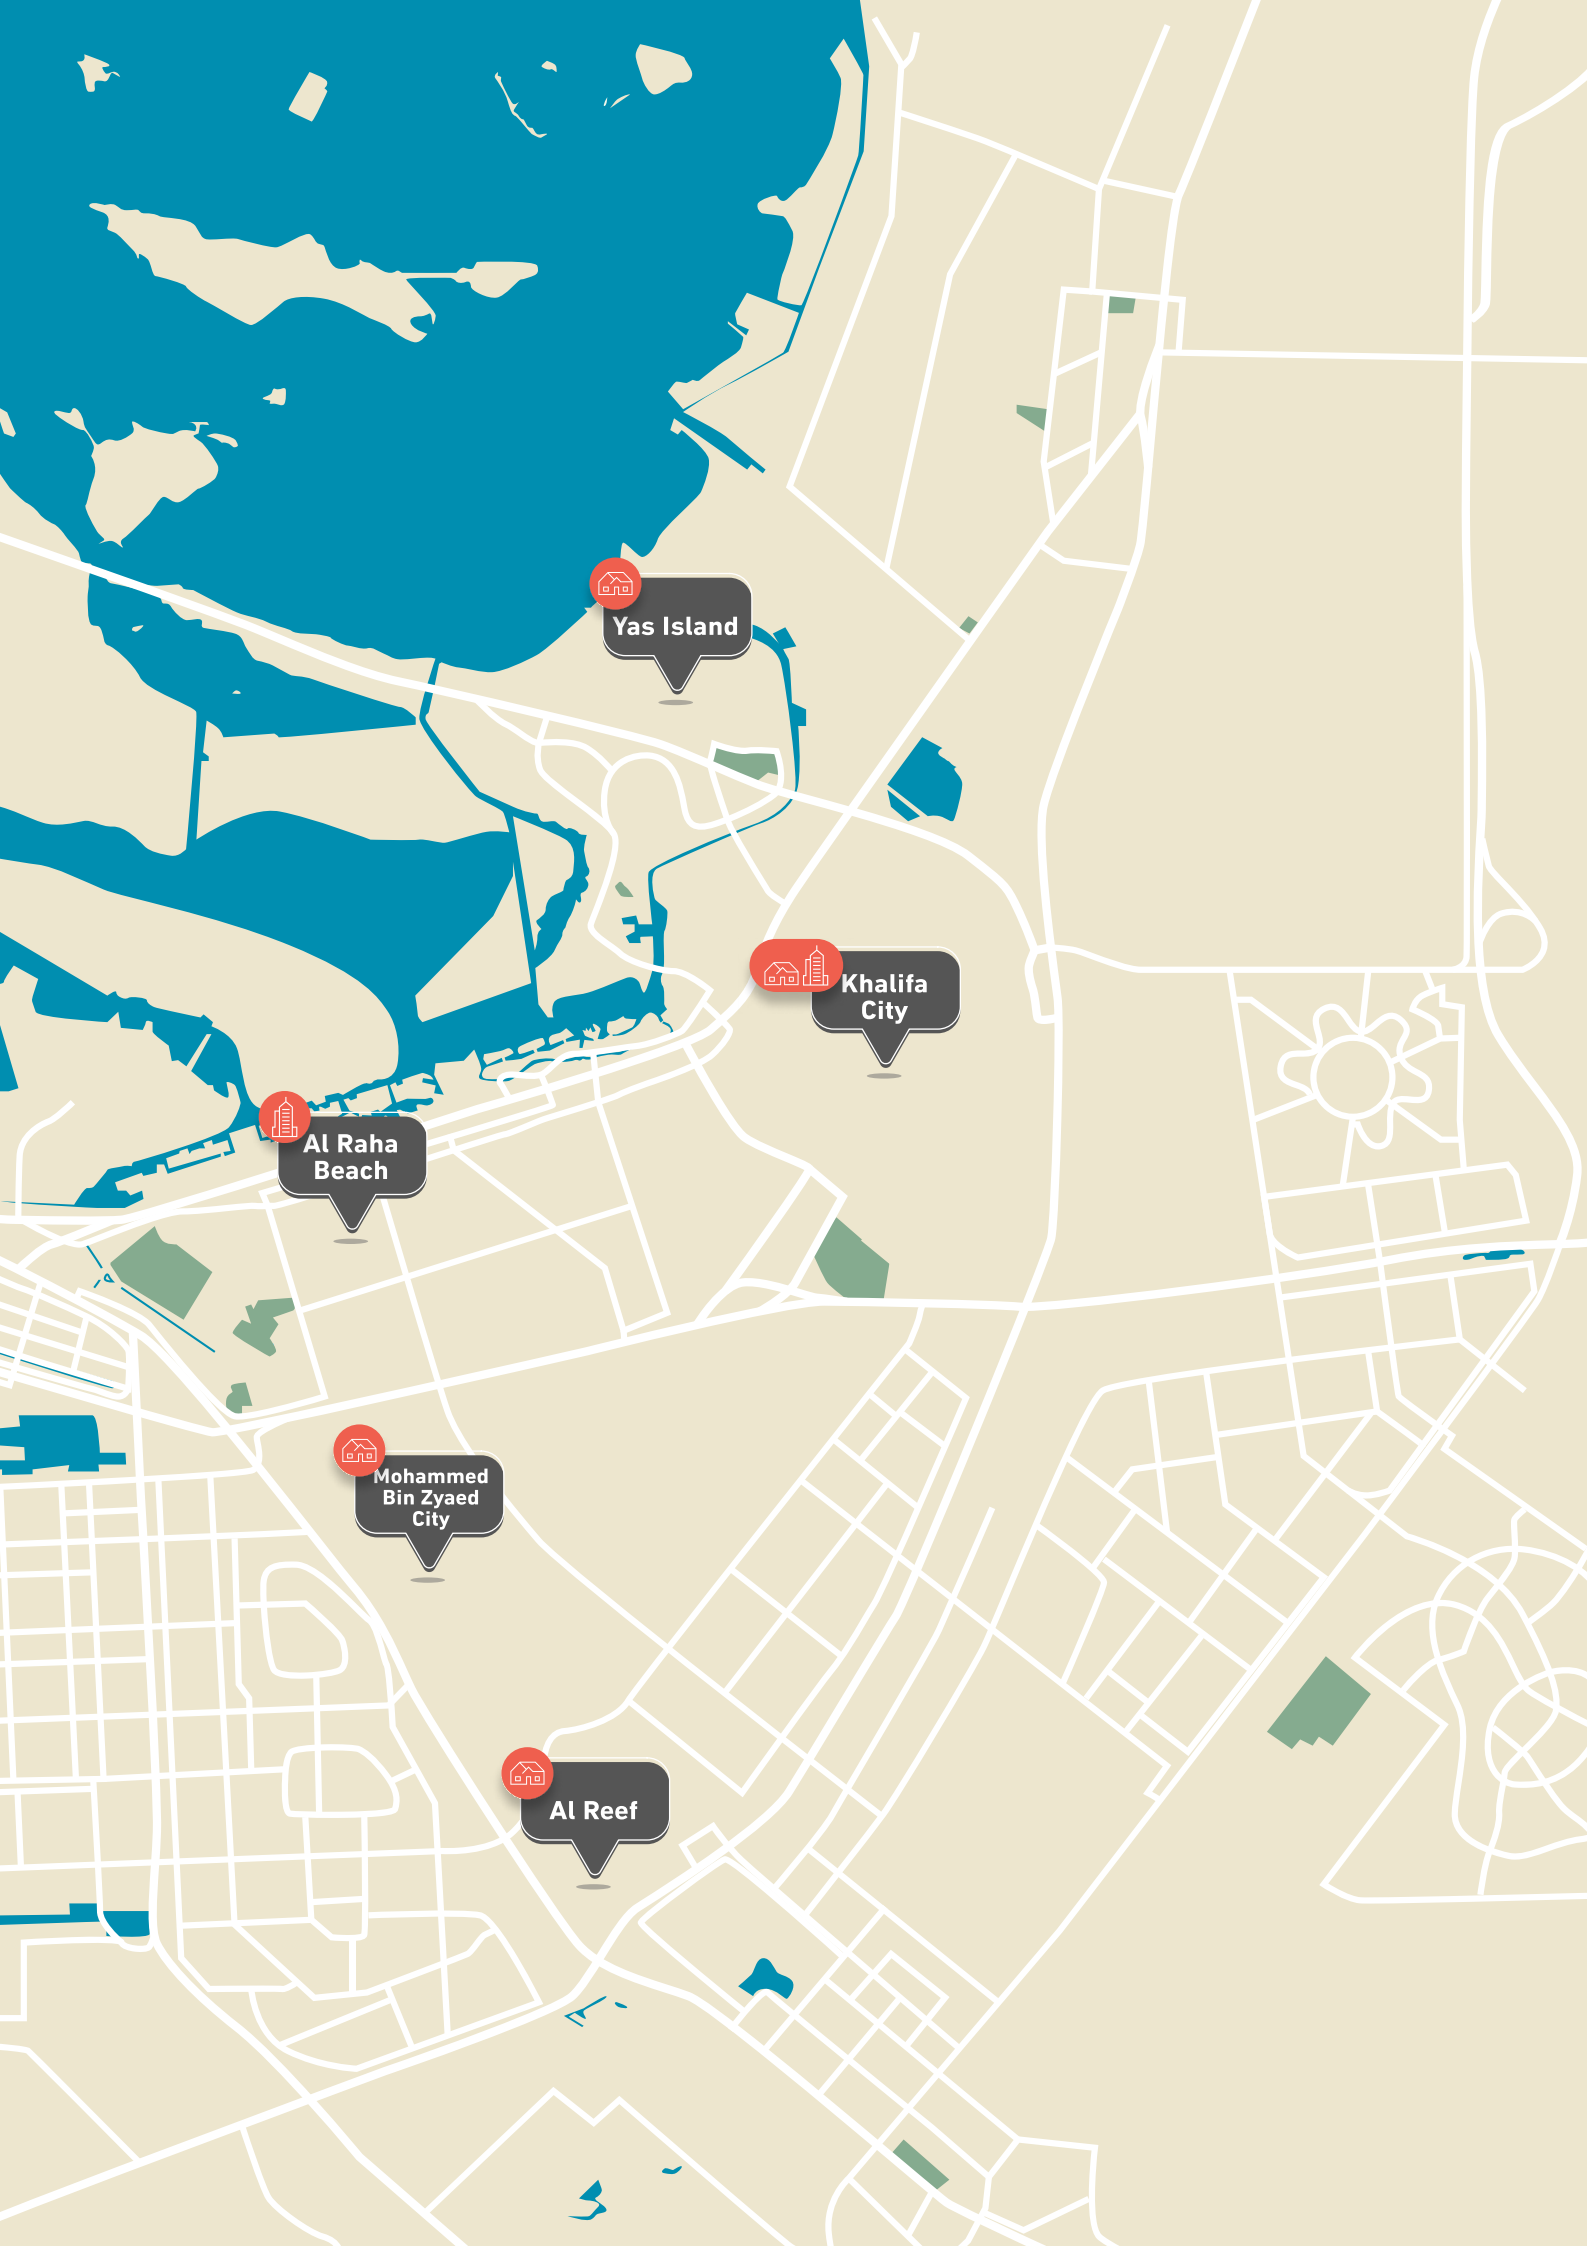 Yas Island
Khalifa
City
Al Raha
Beach
Mohammed
Bin Zyaed
City
Al Reef